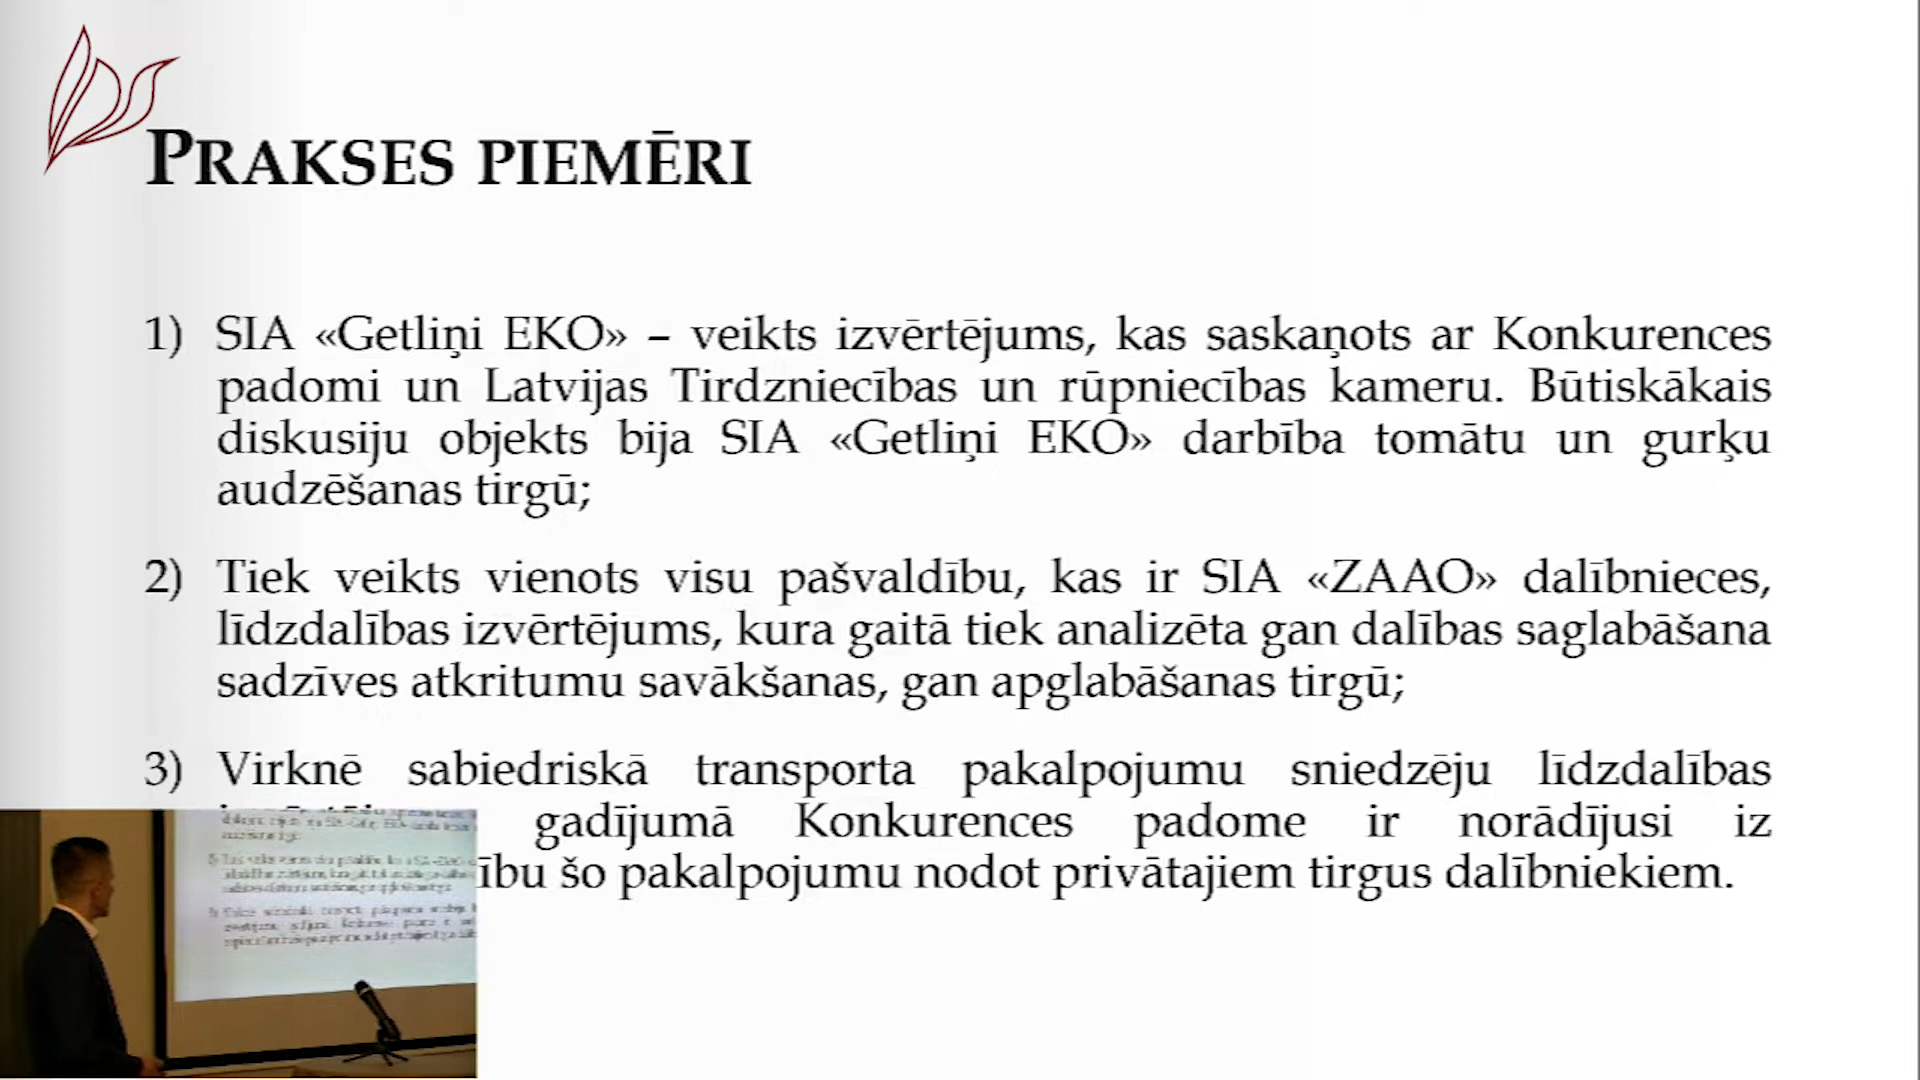 PRAKSES PIEMĒRI
1) SIA «Getliņi EKO» – veikts izvērtējums, kas saskaņots ar Konkurences
padomi un Latvijas Tirdzniecības un rūpniecības kameru. Būtiskākais
diskusiju objekts bija SIA «Getliņi EKO» darbība tomātu un gurķu
audzēšanas tirgū;
2) Tiek veikts vienots visu pašvaldību, kas ir SIA «ZAAO» dalībnieces,
līdzdalības izvērtējums, kura gaitā tiek analizēta gan dalības saglabāšana
sadzīves atkritumu savākšanas, gan apglabāšanas tirgū;
3) Virknē sabiedriskā transporta pakalpojumu sniedzēju līdzdalības
gadījumā Konkurences padome ir norādījusi iz
ību šo pakalpojumu nodot privātajiem tirgus dalībniekiem.